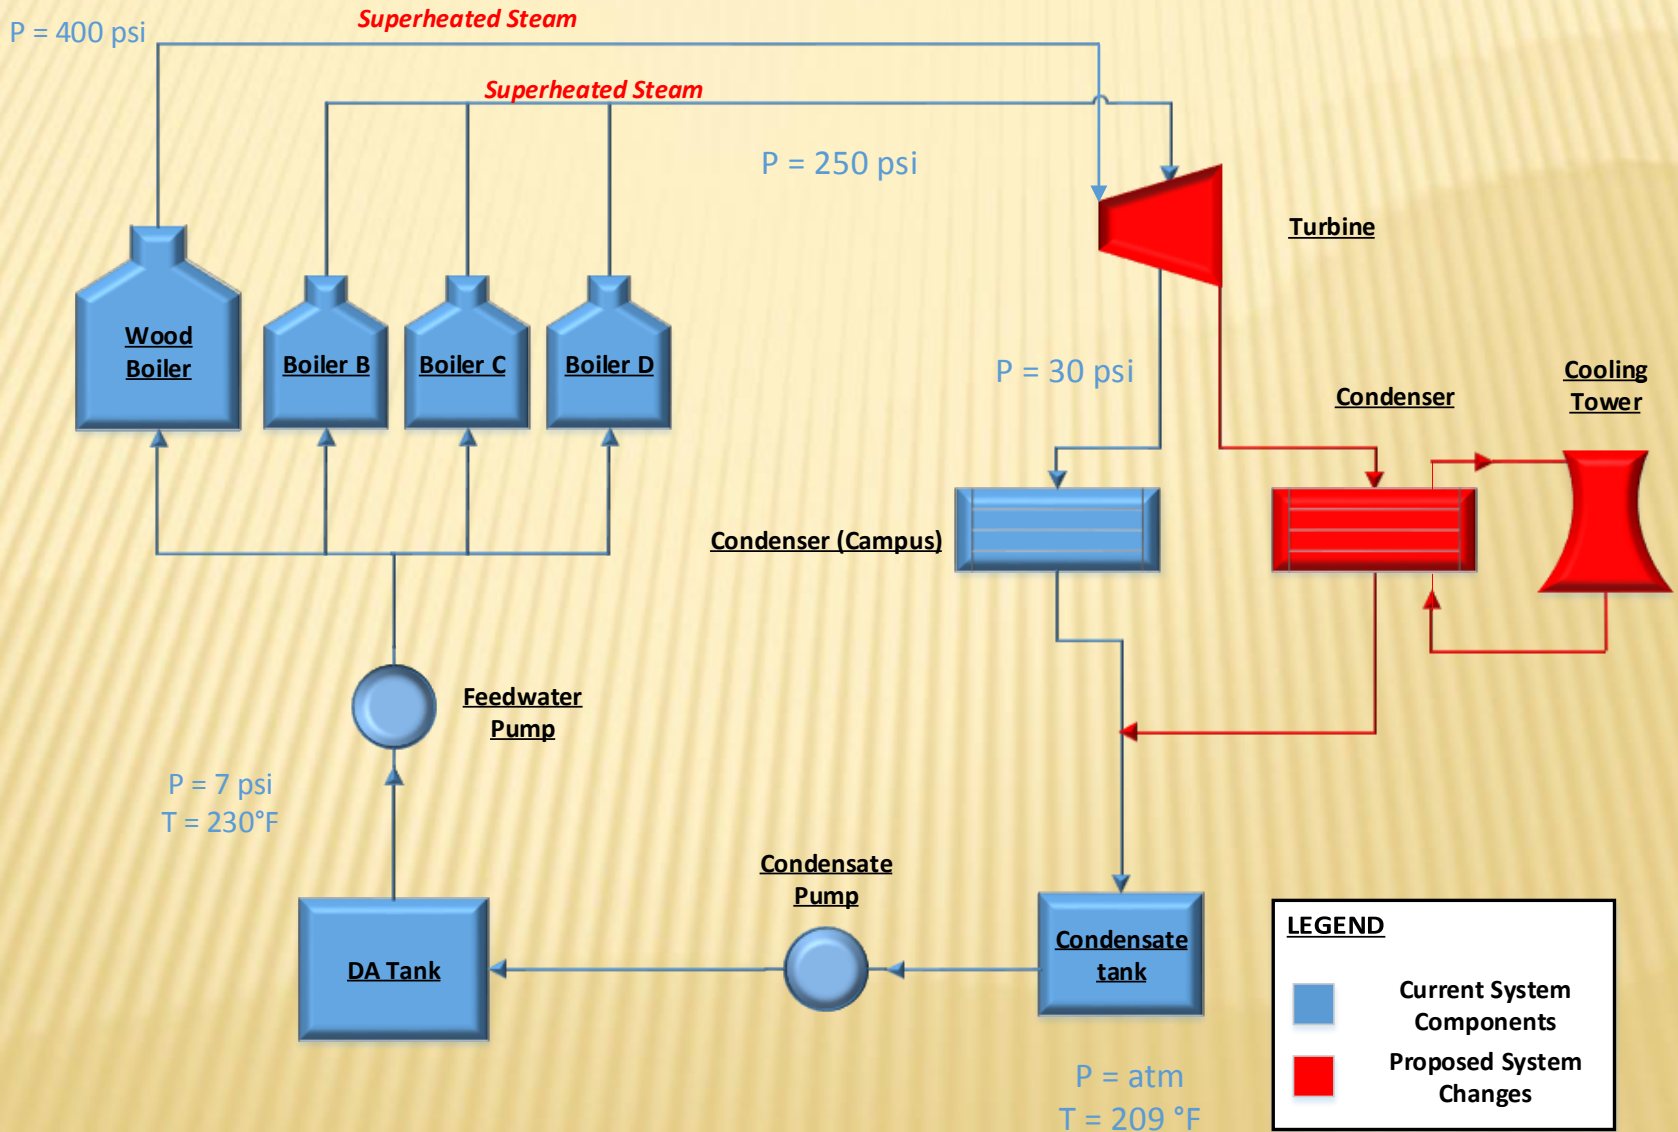 Superheated Steam
P = 400 psi
Superheated Steam
P = 250 psi
Turbine
Wood
Boiler
Boiler B
Boiler C
Boiler D
P = 30 psi
Condenser
Cooling
Tower
Condenser (Campus)
Feedwater
Pump
P = 7 psi
T = 230°F
Condensate
Pump
DA Tank
Condensate
tank
P = atm
T = 209 °F
LEGEND
Current System
Components
Proposed System
Changes